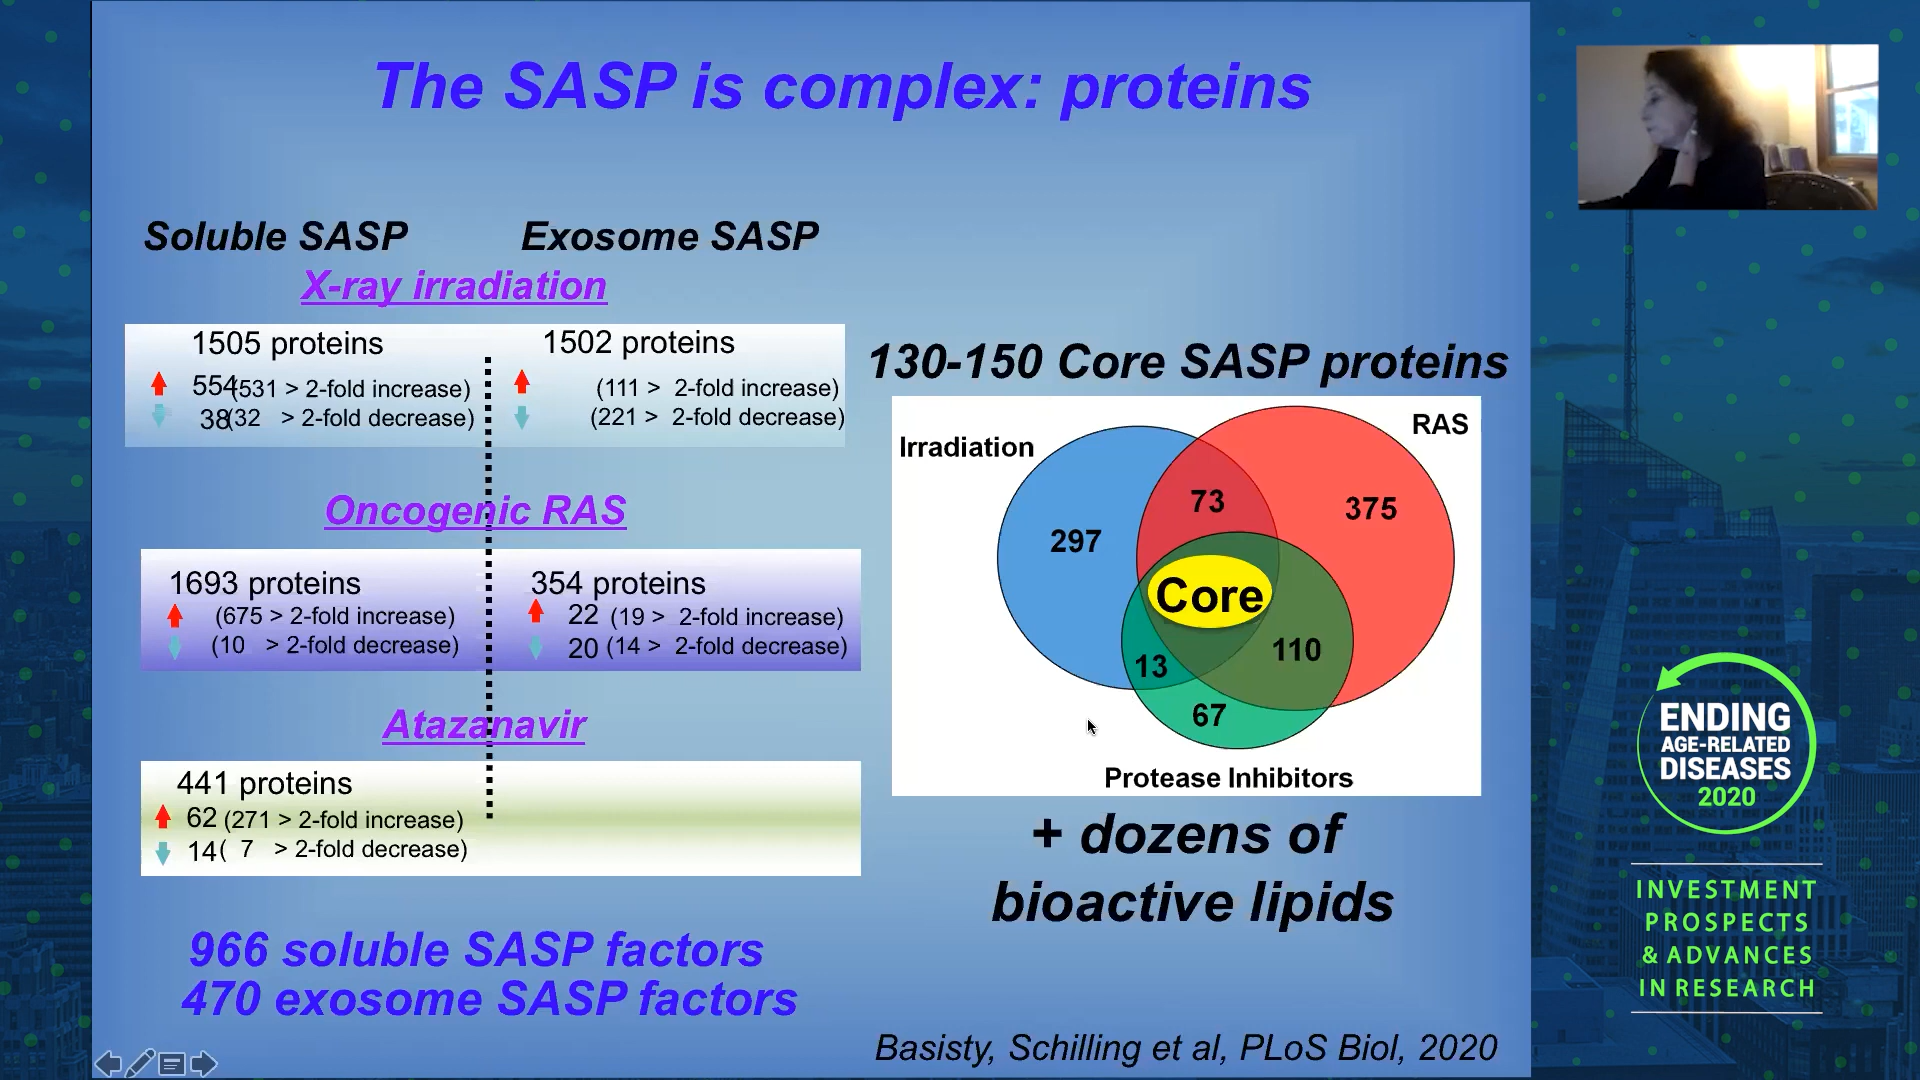 The SASP is complex: proteins
Soluble SASP
Exosome SASP
X-ray irradiation
1505 proteins
554(531 > 2-fold increase)
38(32 > 2-fold decrease)
1502 proteins
(111 > 2-fold increase)
(221 > 2-fold decrease)
Oncogenic RAS
1693 proteins
(675 > 2-fold increase)
(10 > 2-fold decrease)
354 proteins
22 (19 > 2-fold increase)
20 (14 > 2-fold decrease)
Atazanavir
441 proteins
62 (271 > 2-fold increase)
14( 7 > 2-fold decrease)
966 soluble SASP factors
470 exosome SASP factors
130-150 Core SASP proteins
Irradiation
RAS
73
375
297
Core
110
13
67
Protease Inhibitors
+ dozens of
bioactive lipids
Basisty, Schilling et al, PLoS Biol, 2020
ENDING
AGE-RELATED
DISEASES
2020
INVESTMENT
PROSPECTS
& ADVANCES
IN RESEARCH